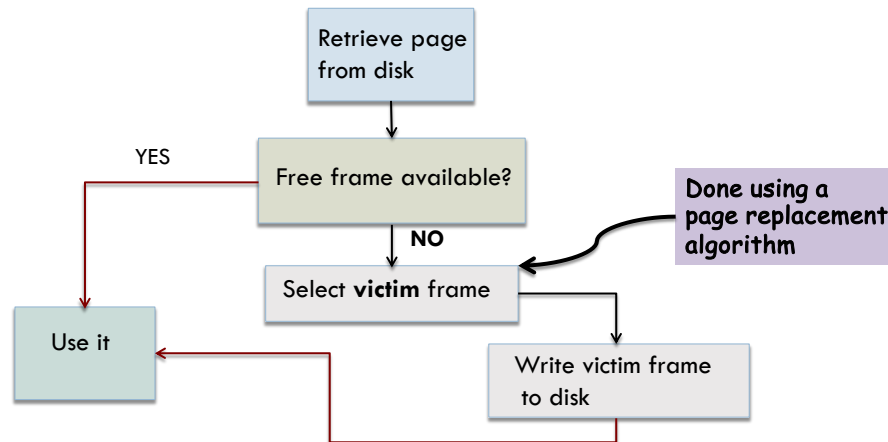 Retrieve page
from disk
YES
Free frame available?
Done using a
page replacement
algorithm
NO
Select victim frame
Use it
Write victim frame
to disk